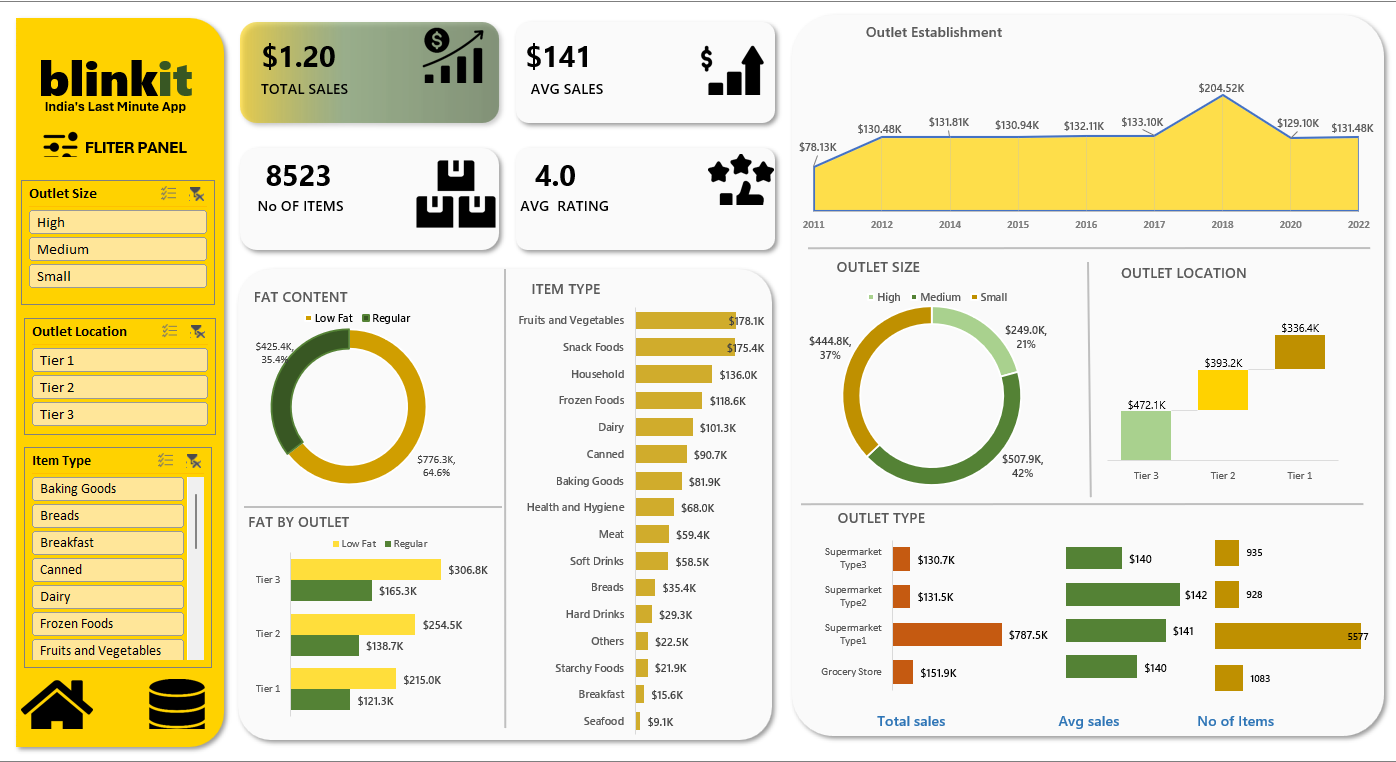 blinkit
India's Last Minute App
FLITER PANEL
Outlet Size
High
Medium
Small
Outlet Location
Tier 1
Tier 2
Tier 3
Item Type
Baking Goods
Breads
Breakfast
Canned
Dairy
Frozen Foods
Fruits and Vegetables
$1.20
TOTAL SALES
$
$141
AVG SALES
$
8523
No OF ITEMS
4.0
AVG RATING
FAT CONTENT
Low Fat Regular
$425.4K,
35.4%
$776.3K,
64.6%
FAT BY OUTLET
Low Fat Regular
Tier 3 $306.8K
$165.3K
Tier 2 $254.5K
$138.7K
Tier 1 $215.0K
$121.3K
ITEM TYPE
Fruits and Vegetables $178.1K
Snack Foods $175.4K
Household $136.0K
Frozen Foods $118.6K
Dairy $101.3K
Canned $90.7K
Baking Goods $81.9K
Health and Hygiene $68.0K
Meat $59.4K
Soft Drinks $58.5K
Breads $35.4K
Hard Drinks $29.3K
Others $22.5K
Starchy Foods $21.9K
Breakfast $15.6K
Seafood $9.1K
Outlet Establishment
$78.13K $130.48K $131.81K $130.94K $132.11K $133.10K $204.52K $129.10K $131.48K
2011 2012 2014 2015 2016 2017 2018 2020 2022
OUTLET SIZE
High Medium Small
$249.0K,
21%
$444.8K,
37%
$507.9K,
42%
OUTLET LOCATION
$472.1K $393.2K $336.4K
Tier 3 Tier 2 Tier 1
OUTLET TYPE
Supermarket
Type3 $130.7K $140 935
Supermarket
Type2 $131.5K $142 928
Supermarket
Type1 $787.5K $141 5577
Grocery Store $151.9K $140 1083
Total sales Avg sales No of Items